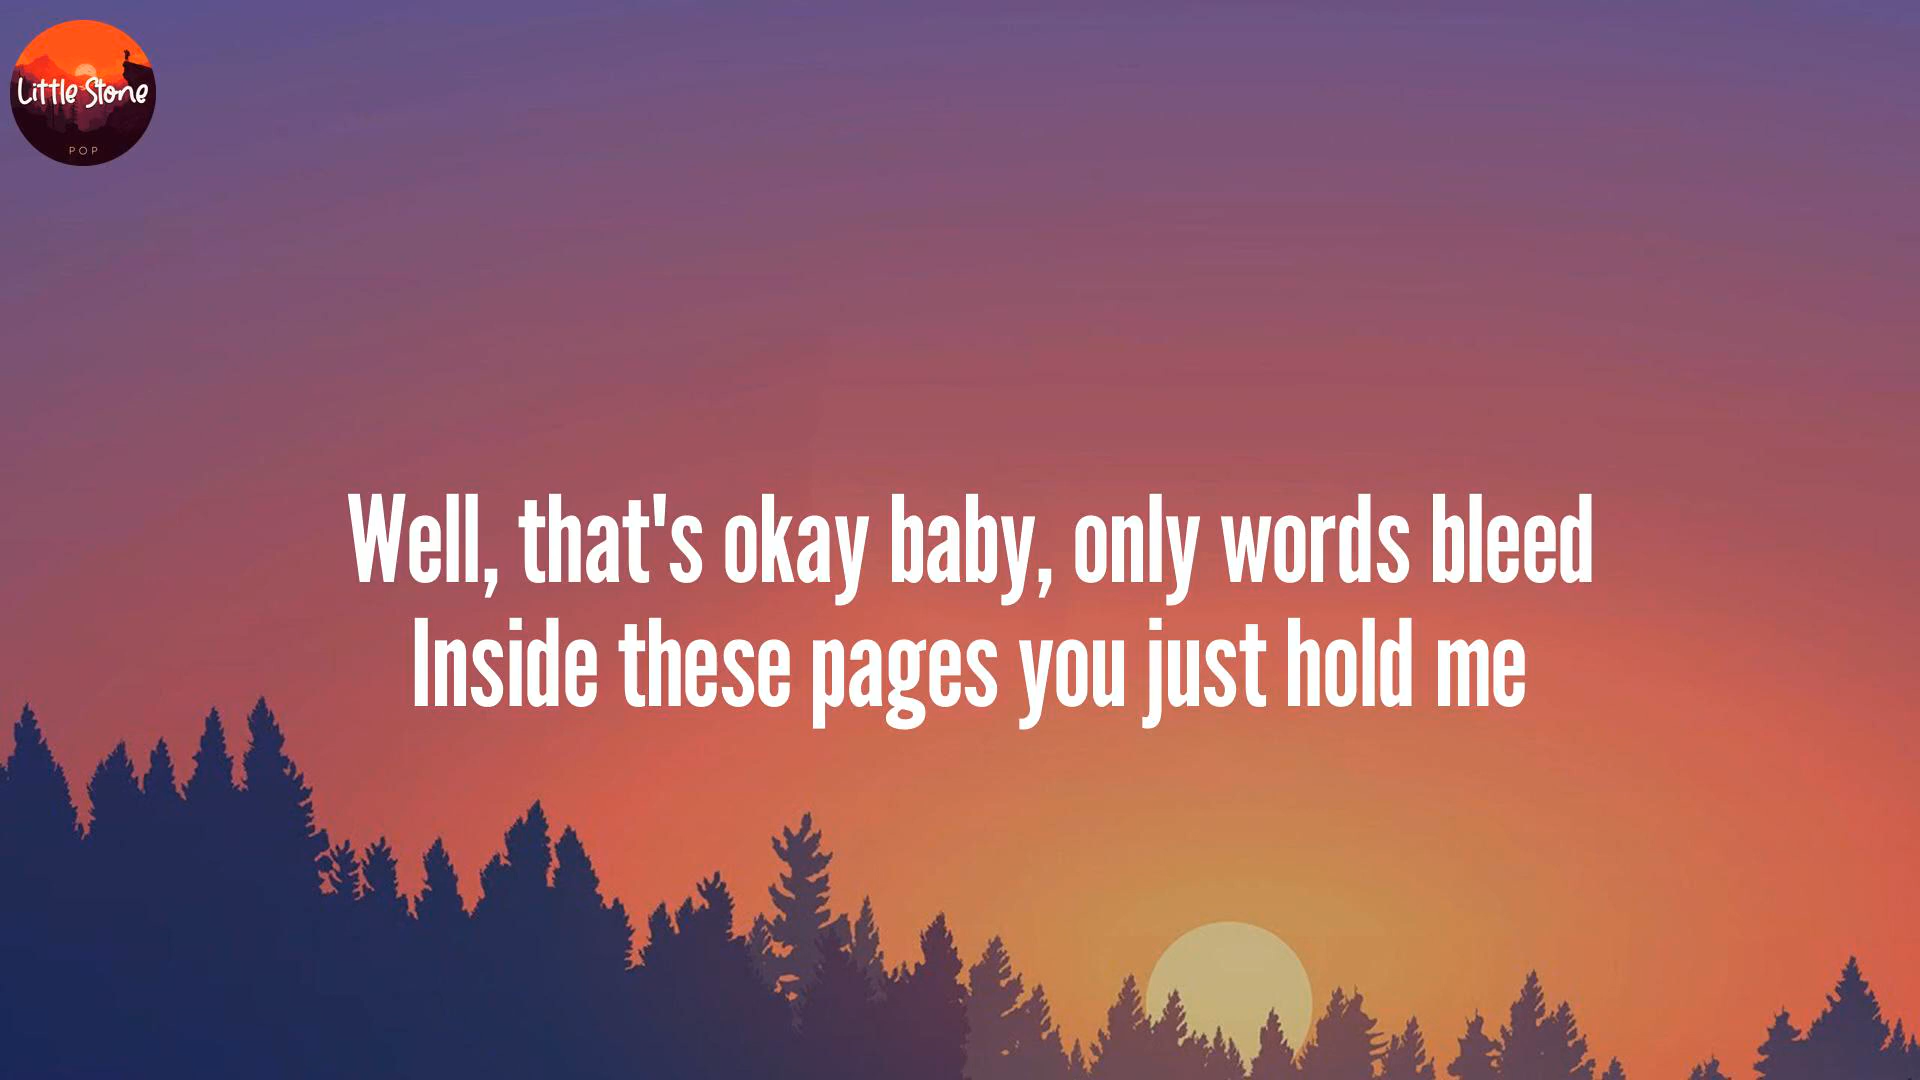 Little Stone
POP
Well, that's okay baby, only words bleed
Inside these pages you just hold me